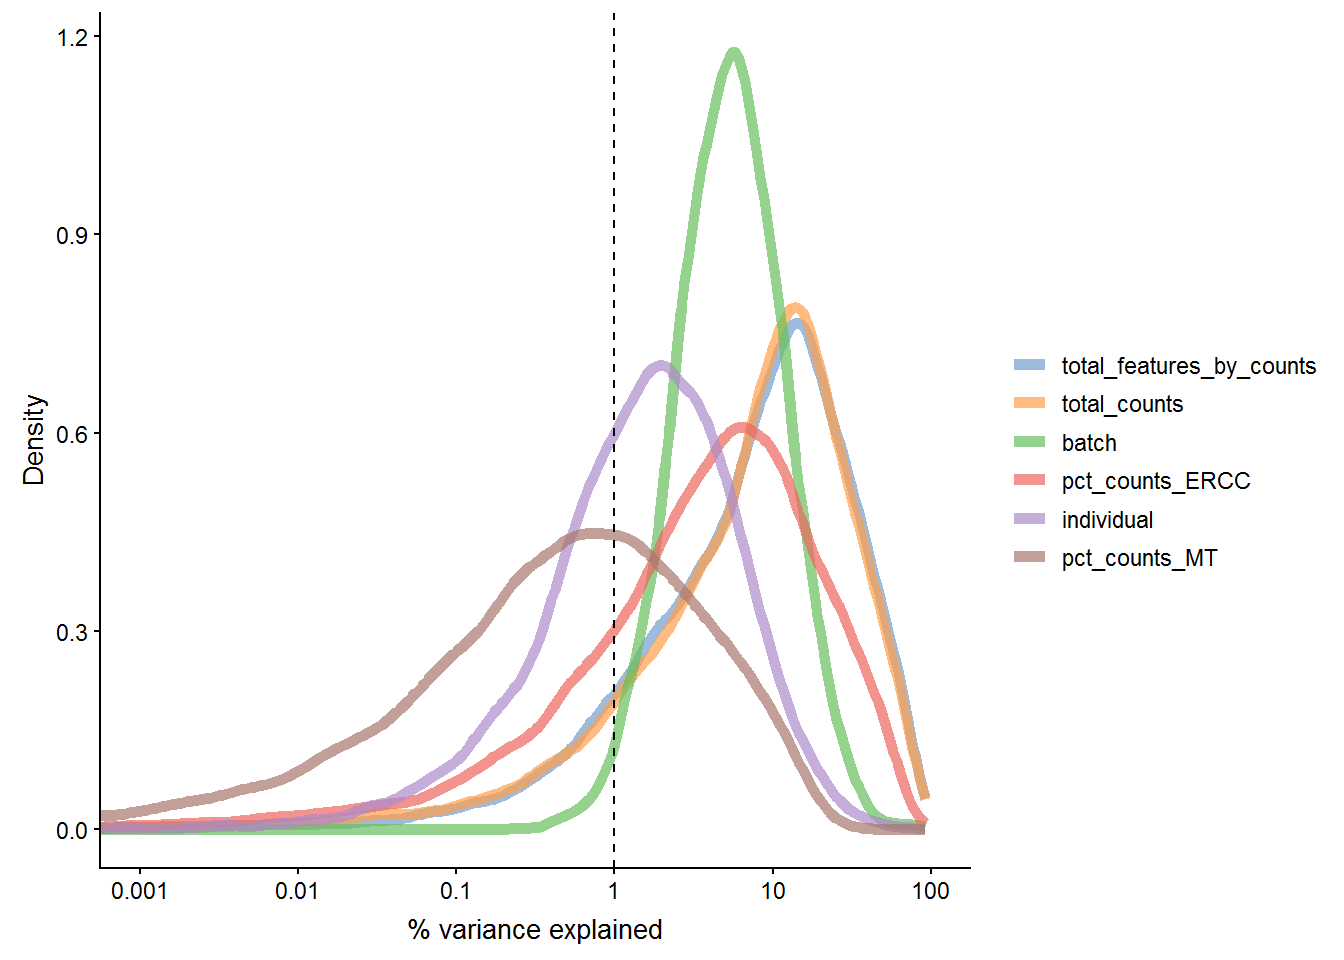 1.2
0.9
0.6
0.3
0.0
Density
0.001 0.01 0.1 1 10 100
% variance explained
total_features_by_counts
total_counts
batch
pct_counts_ERCC
individual
pct_counts_MT